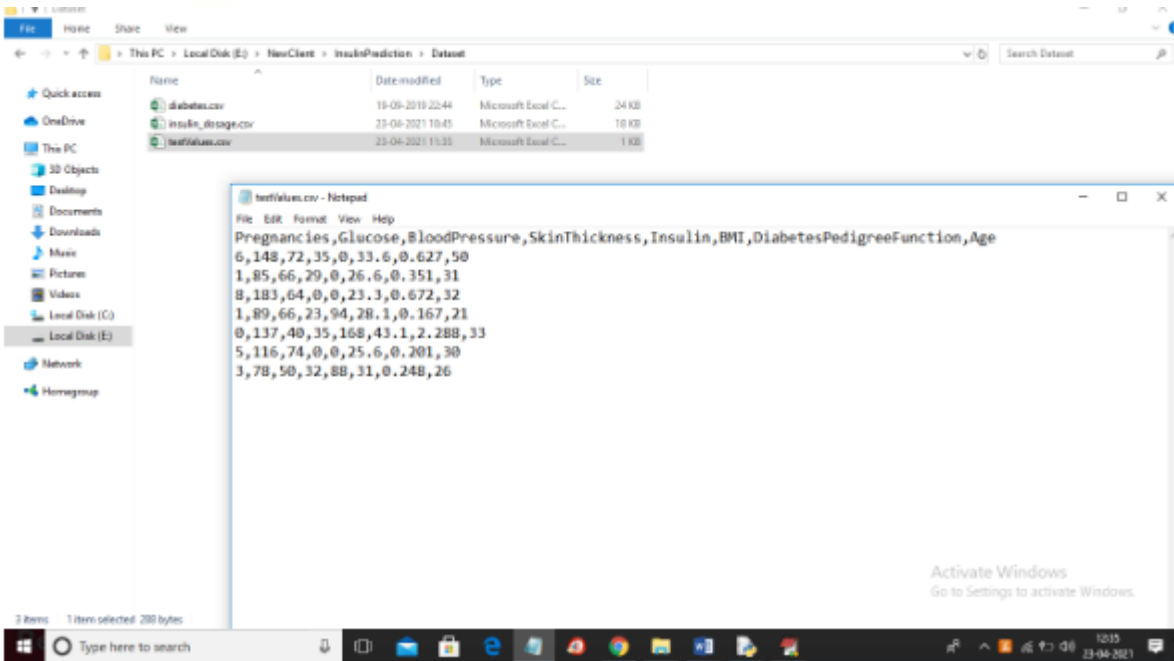 Dataset
File Home Share View
This PC > Local Disk (E:) > NewClient > InsulinPrediction > Dataset
Search Dataset
Name Date modified Type Size
Quick access
diabetes.csv 19-09-2019 22:44 Microsoft Excel C... 24 KB
OneDrive
insulin_dosage.csv 23-04-2021 10:45 Microsoft Excel C... 18 KB
This PC
testValues.csv 23-04-2021 11:35 Microsoft Excel C... 1 KB
3D Objects
Desktop
testValues.csv - Notepad
Documents
File Edit Format View Help
Downloads
Pregnancies,Glucose,BloodPressure,SkinThickness,Insulin,BMI,DiabetesPedigreeFunction,Age
Music
6,148,72,35,0,33.6,0.627,50
Pictures
1,85,66,29,0,26.6,0.351,31
Videos
8,183,64,0,0,23.3,0.672,32
Local Disk (C:)
1,89,66,23,94,28.1,0.167,21
Local Disk (E:)
0,137,40,35,168,43.1,2.288,33
Network
5,116,74,0,0,25.6,0.201,30
3,78,50,32,88,31,0.248,26
Homegroup
Activate Windows
Go to Settings to activate Windows.
3 items 1 item selected 208 bytes
Type here to search
12:35
23-04-2021